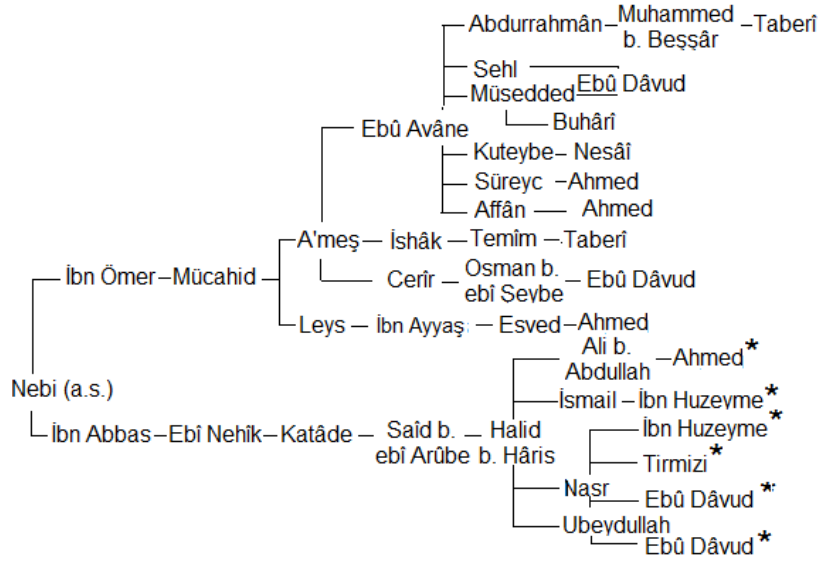 Abdurrahmân Muhammed b. Beşşâr Taberî
Sehl
Müsedded Ebû Dâvud
Buhârî
Ebû Avâne
Kuteybe Nesâî
Süreyc Ahmed
Affân Ahmed
A'meş İshâk Temîm Taberî
İbn Ömer Mücahid
Cerîr Osman b. ebî Seybe Ebû Dâvud
Leys İbn Ayyaş Esved Ahmed
Ali b. Abdullah Ahmed*
Nebi (a.s.)
İsmail İbn Huzeyme*
İbn Abbas Ebî Nehîk Katâde Saîd b. ebî Arûbe Halid b. Hâris
İbn Huzeyme*
Tirmizi*
Nasr
Ebû Dâvud*
Ubeydullah
Ebû Dâvud*